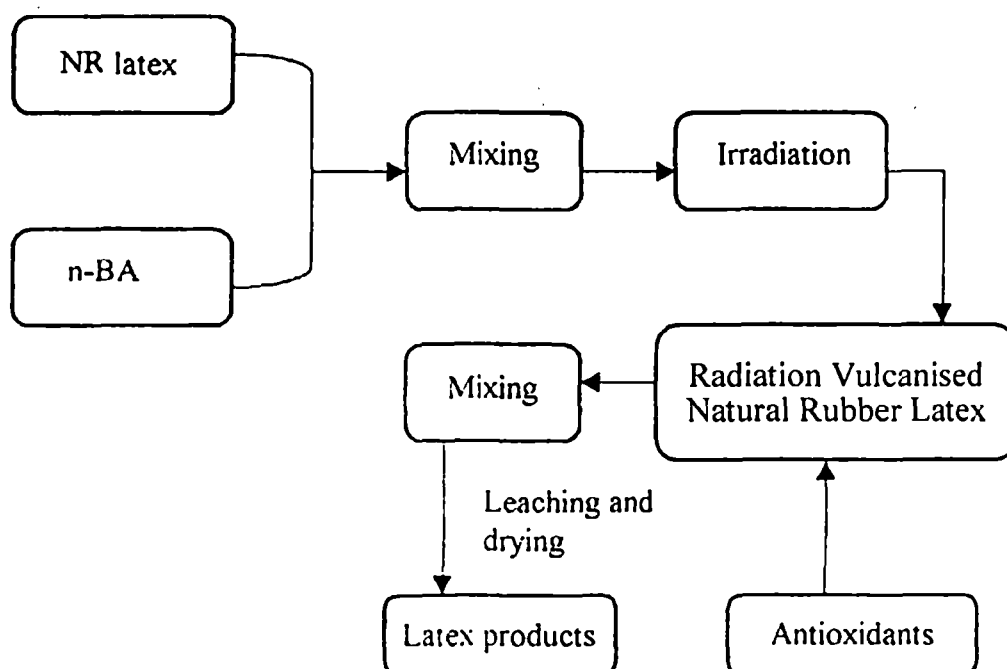 NR latex
n-BA
Mixing
Irradiation
Radiation Vulcanised
Natural Rubber Latex
Mixing
Leaching and
drying
Latex products
Antioxidants